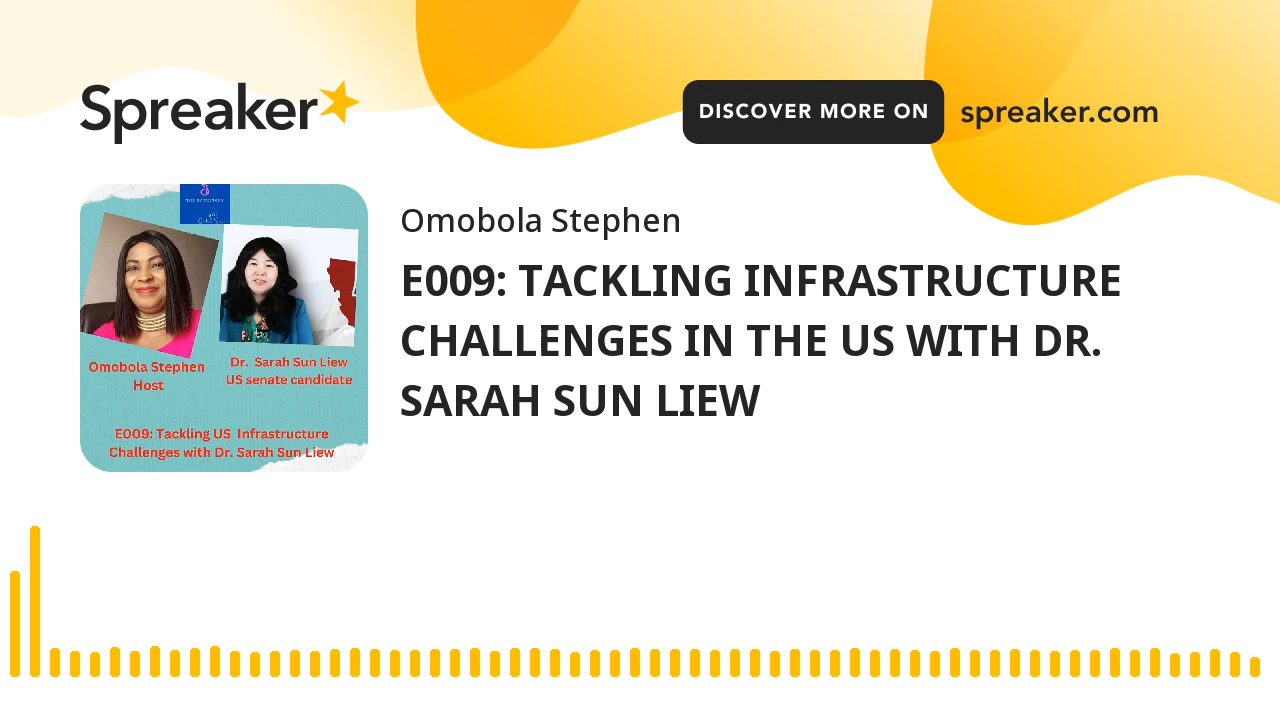 Spreaker
DISCOVER MORE ON
spreaker.com
Omobola Stephen
E009: TACKLING INFRASTRUCTURE
CHALLENGES IN THE US WITH DR.
SARAH SUN LIEW
Omobola Stephen
Host
Dr. Sarah Sun Liew
US senate candidate
E009: Tackling US Infrastructure
Challenges with Dr. Sarah Sun Liew